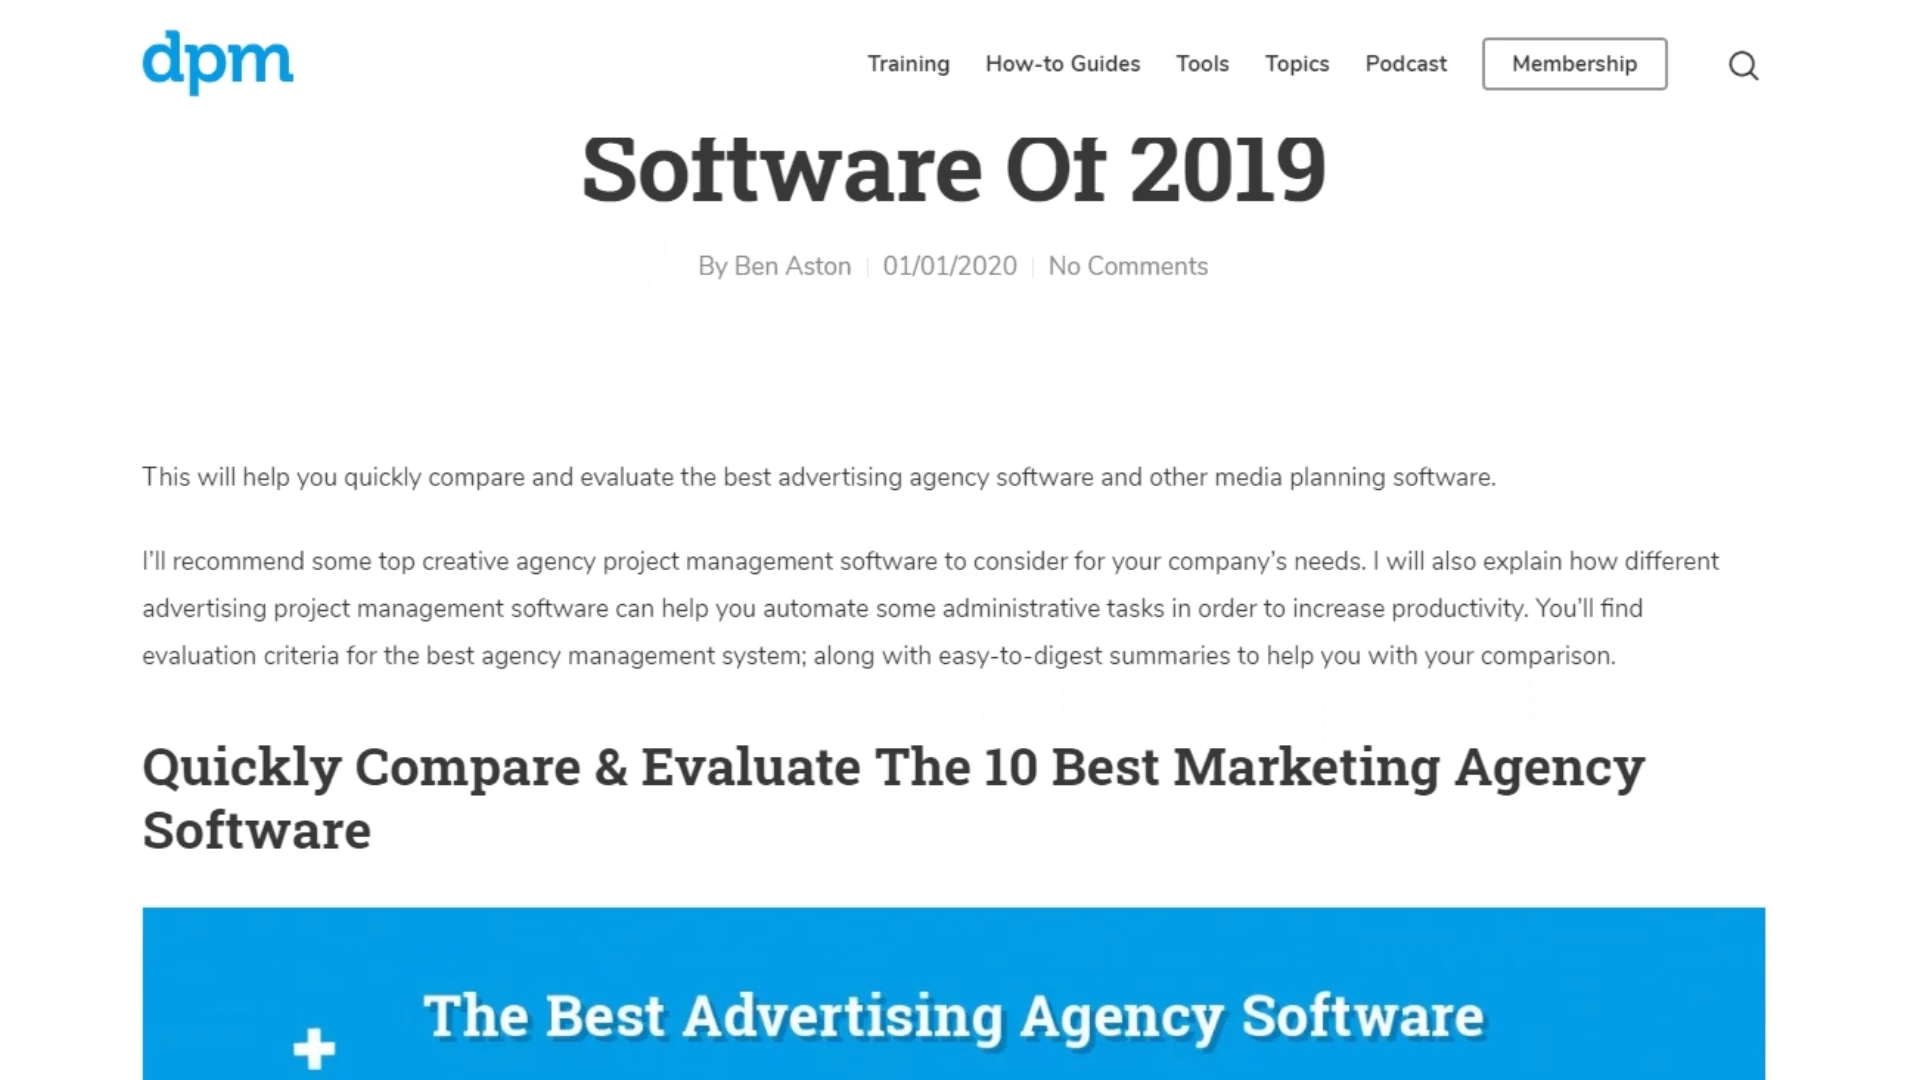 dpm
Training How-to Guides Tools Topics Podcast Membership
Software Of 2019
By Ben Aston 01/01/2020 No Comments
This will help you quickly compare and evaluate the best advertising agency software and other media planning software.
I’ll recommend some top creative agency project management software to consider for your company’s needs. I will also explain how different
advertising project management software can help you automate some administrative tasks in order to increase productivity. You’ll find
evaluation criteria for the best agency management system; along with easy-to-digest summaries to help you with your comparison.
Quickly Compare & Evaluate The 10 Best Marketing Agency
Software
The Best Advertising Agency Software